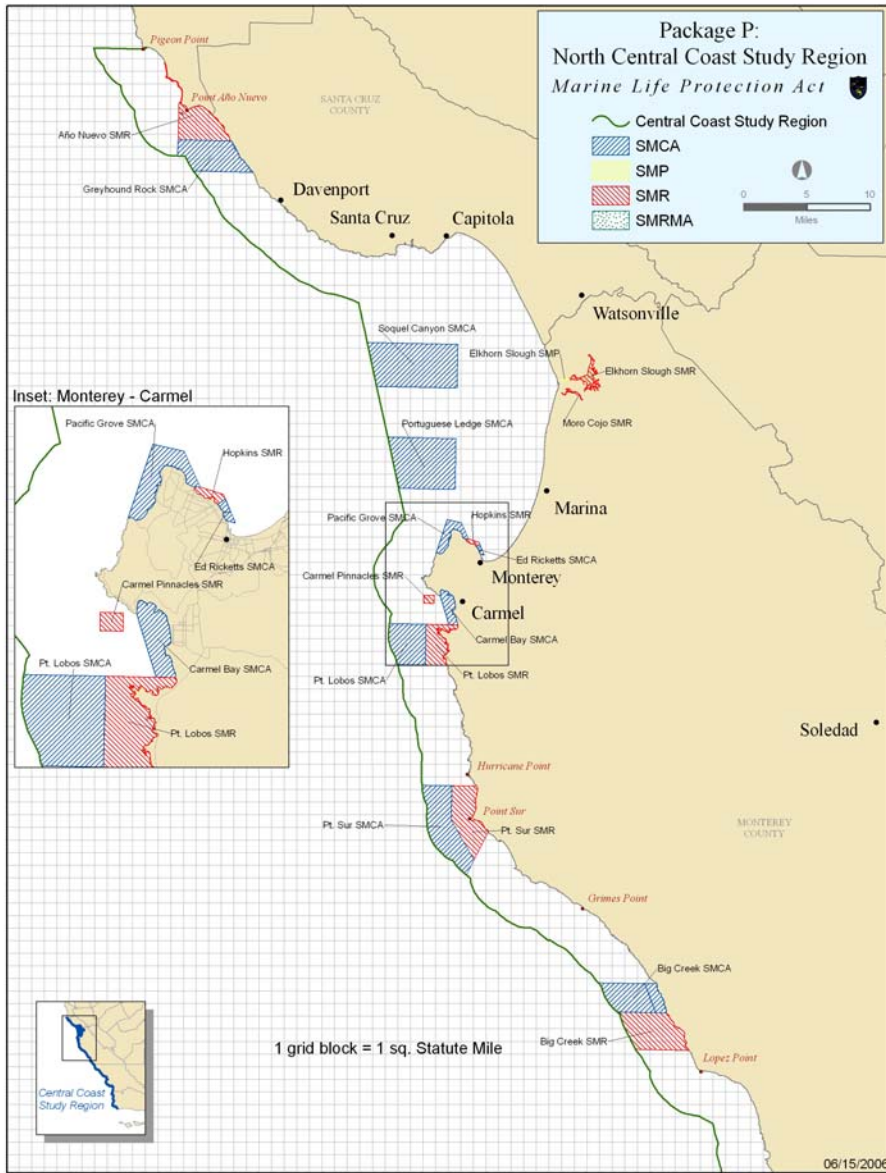 Package P:
North Central Coast Study Region
Marine Life Protection Act
Central Coast Study Region
SMCA
SMP
SMR
SMRMA
0 5 10
Miles
Pigeon Point
Point Año Nuevo
SANTA CRUZ
COUNTY
Año Nuevo SMR
Greyhound Rock SMCA
Davenport
Santa Cruz
Capitola
Watsonville
Soquel Canyon SMCA
Elkhorn Slough SMP
Elkhorn Slough SMR
Moro Cojo SMR
Portuguese Ledge SMCA
Marina
Pacific Grove SMCA
Hopkins SMR
Ed Ricketts SMCA
Monterey
Carmel Pinnacles SMR
Carmel
Carmel Bay SMCA
Pt. Lobos SMCA
Pt. Lobos SMR
Inset: Monterey - Carmel
Pacific Grove SMCA
Hopkins SMR
Ed Ricketts SMCA
Carmel Pinnacles SMR
Carmel Bay SMCA
Pt. Lobos SMCA
Pt. Lobos SMR
Soledad
Hurricane Point
Point Sur
Pt. Sur SMCA
Pt. Sur SMR
MONTEREY
COUNTY
Grimes Point
Big Creek SMCA
Big Creek SMR
Lopez Point
1 grid block = 1 sq. Statute Mile
Central Coast
Study Region
06/15/2006